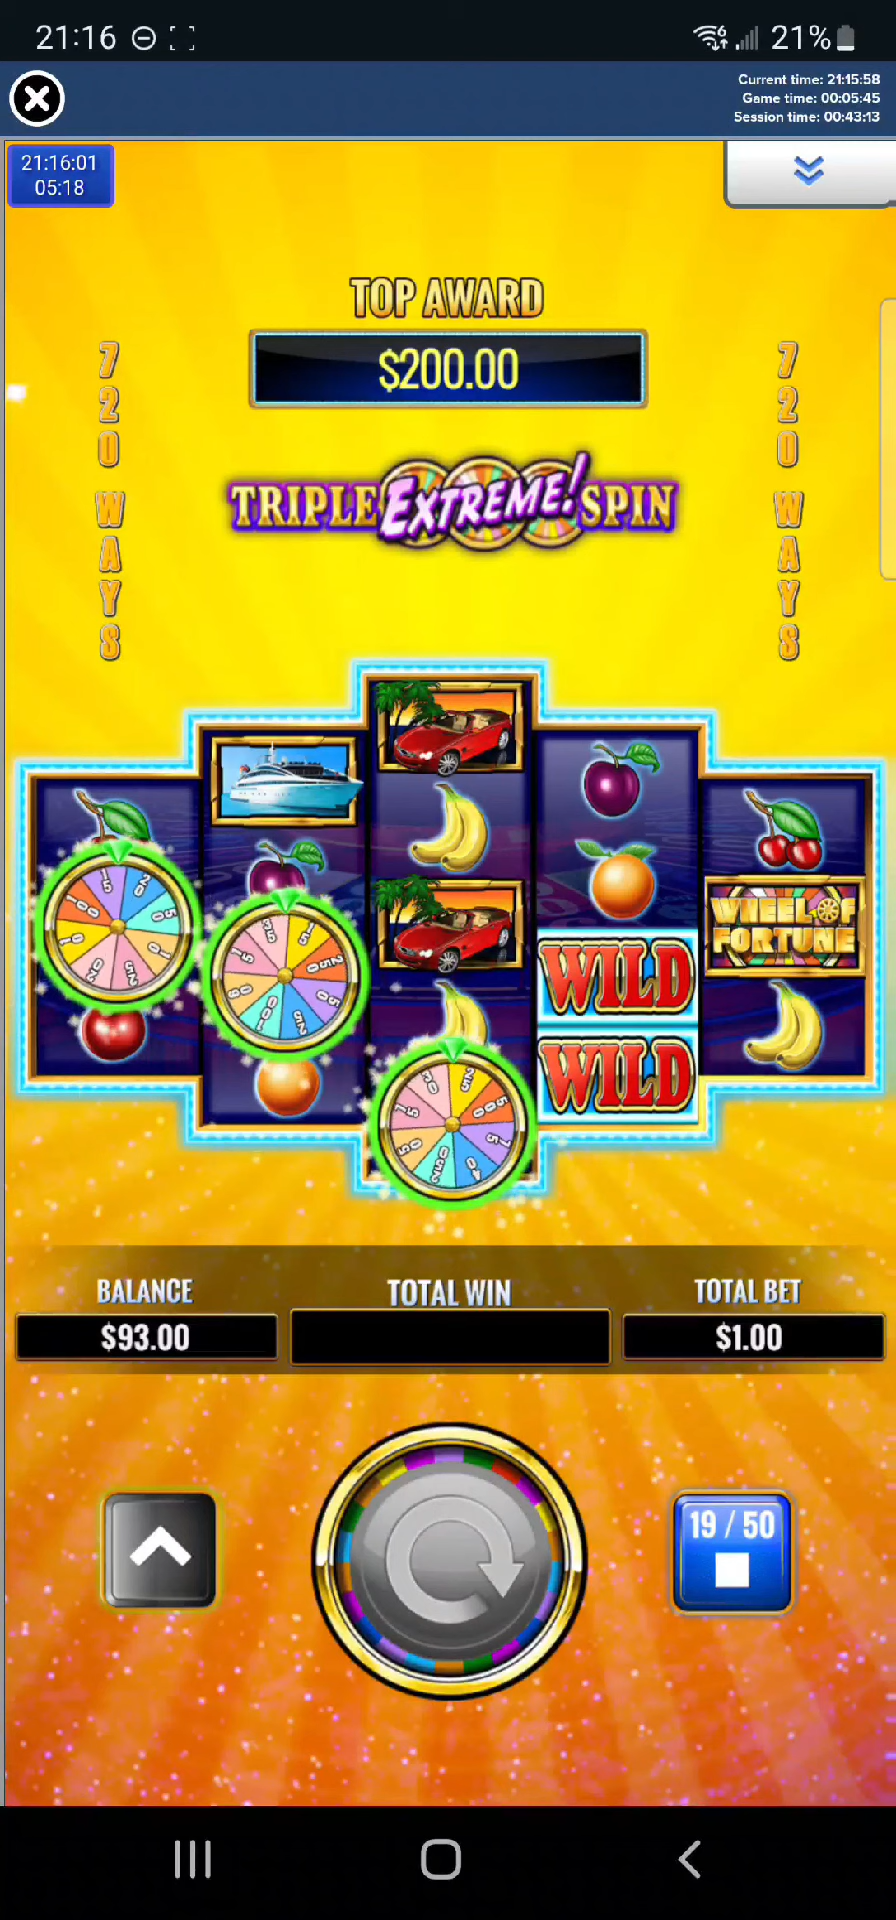 21:16
21%
Current time: 21:15:58
Game time: 00:05:45
Session time: 00:43:13
21:16:01
05:18
TOP AWARD
$200.00
720 WAYS
720 WAYS
TRIPLE EXTREME! SPIN
WHEEL OF
FORTUNE
WILD
WILD
BALANCE
TOTAL WIN
TOTAL BET
$93.00
$1.00
19 / 50